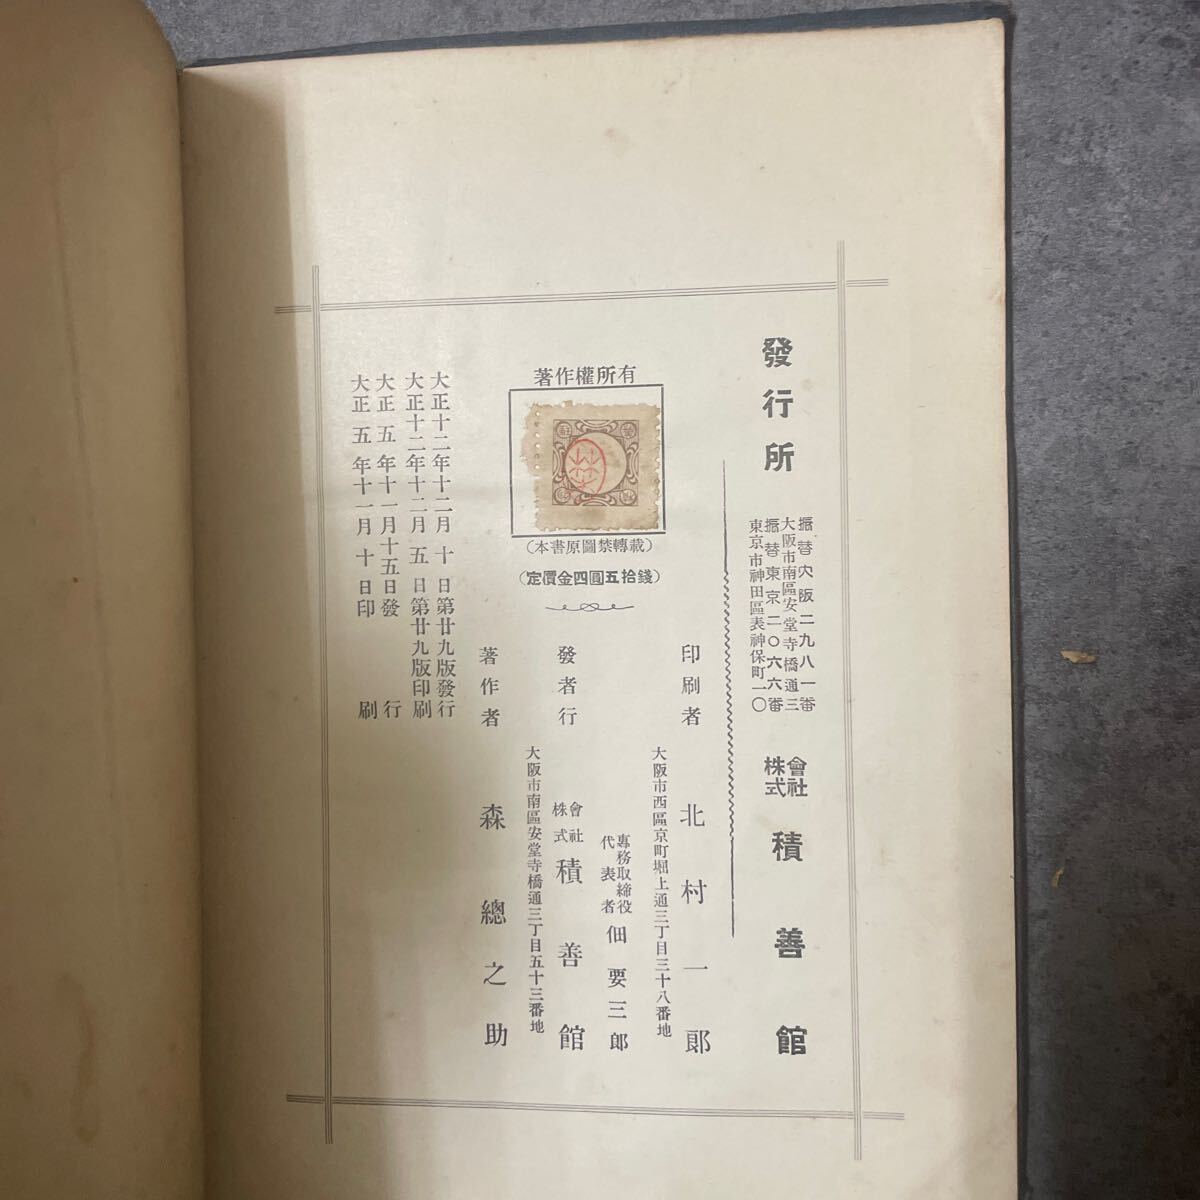 大正五年十一月十日印刷
大正五年十一月十五日發行
大正十二年十二月五日第廿九版印刷
大正十二年十二月十日第廿九版發行
著作權所有
（本書原圖禁轉載）
（定價金四圓五拾錢）
著作者 森總之助
大阪市南區安堂寺橋通三丁目五十三番地
發者行 株式會社 積善館
代表者
專務取締役 佃要三郎
大阪市西區京町堀上通三丁目三十八番地
印刷者 北村一郎
發行所
東京市神田區表神保町一〇
振替東京二〇六六番
大阪市南區安堂寺橋通三
振替大阪二九八一番
株式會社 積善館